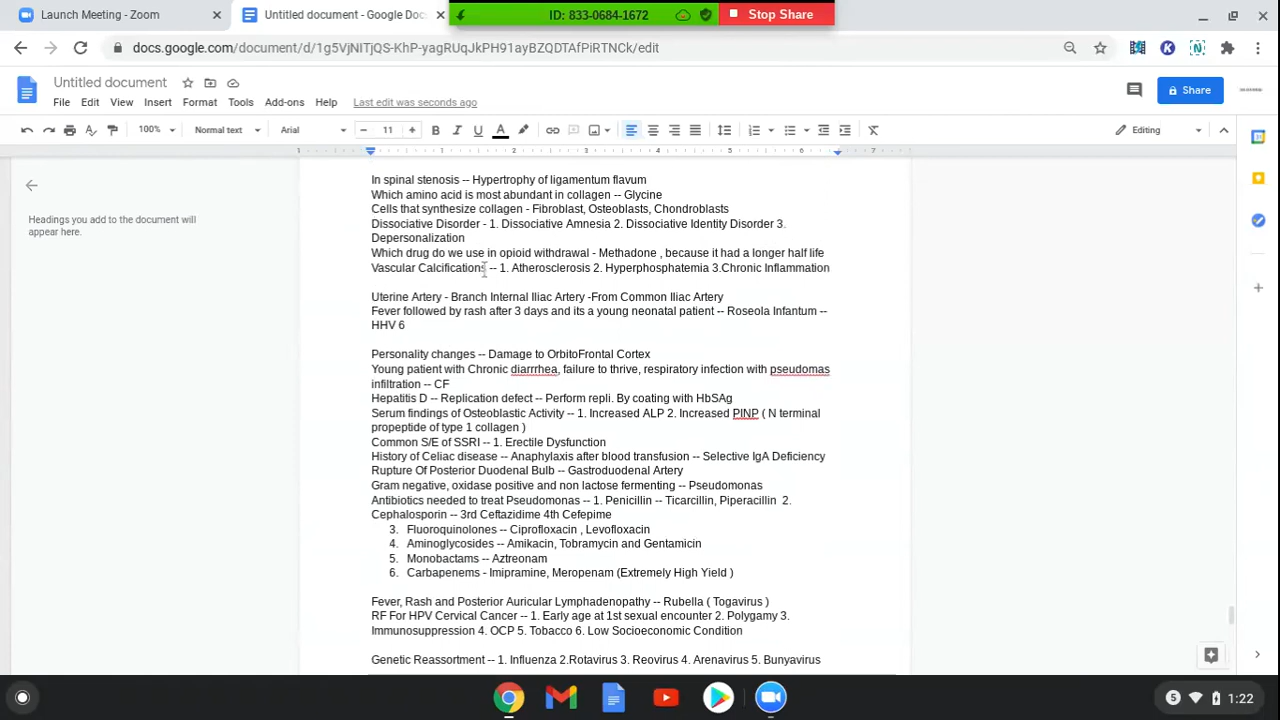 Launch Meeting - Zoom
Untitled document - Google Docs
ID: 833-0684-1672
Stop Share
docs.google.com/document/d/1g5VjNITjQS-KhP-yagRUqJkPH91ayBZQDTAfPiRTNCk/edit
Untitled document
File Edit View Insert Format Tools Add-ons Help Last edit was seconds ago
Share
100% Normal text Arial 11 Editing
1 1 2 3 4 5 6 7
Headings you add to the document will
appear here.
In spinal stenosis -- Hypertrophy of ligamentum flavum
Which amino acid is most abundant in collagen -- Glycine
Cells that synthesize collagen - Fibroblast, Osteoblasts, Chondroblasts
Dissociative Disorder - 1. Dissociative Amnesia 2. Dissociative Identity Disorder 3.
Depersonalization
Which drug do we use in opioid withdrawal - Methadone , because it had a longer half life
Vascular Calcifications -- 1. Atherosclerosis 2. Hyperphosphatemia 3.Chronic Inflammation
Uterine Artery - Branch Internal Iliac Artery -From Common Iliac Artery
Fever followed by rash after 3 days and its a young neonatal patient -- Roseola Infantum --
HHV 6
Personality changes -- Damage to OrbitoFrontal Cortex
Young patient with Chronic diarrrhea, failure to thrive, respiratory infection with pseudomas
infiltration -- CF
Hepatitis D -- Replication defect -- Perform repli. By coating with HbSAg
Serum findings of Osteoblastic Activity -- 1. Increased ALP 2. Increased PINP ( N terminal
propeptide of type 1 collagen )
Common S/E of SSRI -- 1. Erectile Dysfunction
History of Celiac disease -- Anaphylaxis after blood transfusion -- Selective IgA Deficiency
Rupture Of Posterior Duodenal Bulb -- Gastroduodenal Artery
Gram negative, oxidase positive and non lactose fermenting -- Pseudomonas
Antibiotics needed to treat Pseudomonas -- 1. Penicillin -- Ticarcillin, Piperacillin 2.
Cephalosporin -- 3rd Ceftazidime 4th Cefepime
3. Fluoroquinolones -- Ciprofloxacin , Levofloxacin
4. Aminoglycosides -- Amikacin, Tobramycin and Gentamicin
5. Monobactams -- Aztreonam
6. Carbapenems - Imipramine, Meropenam (Extremely High Yield )
Fever, Rash and Posterior Auricular Lymphadenopathy -- Rubella ( Togavirus )
RF For HPV Cervical Cancer -- 1. Early age at 1st sexual encounter 2. Polygamy 3.
Immunosuppression 4. OCP 5. Tobacco 6. Low Socioeconomic Condition
Genetic Reassortment -- 1. Influenza 2.Rotavirus 3. Reovirus 4. Arenavirus 5. Bunyavirus
5 1:22